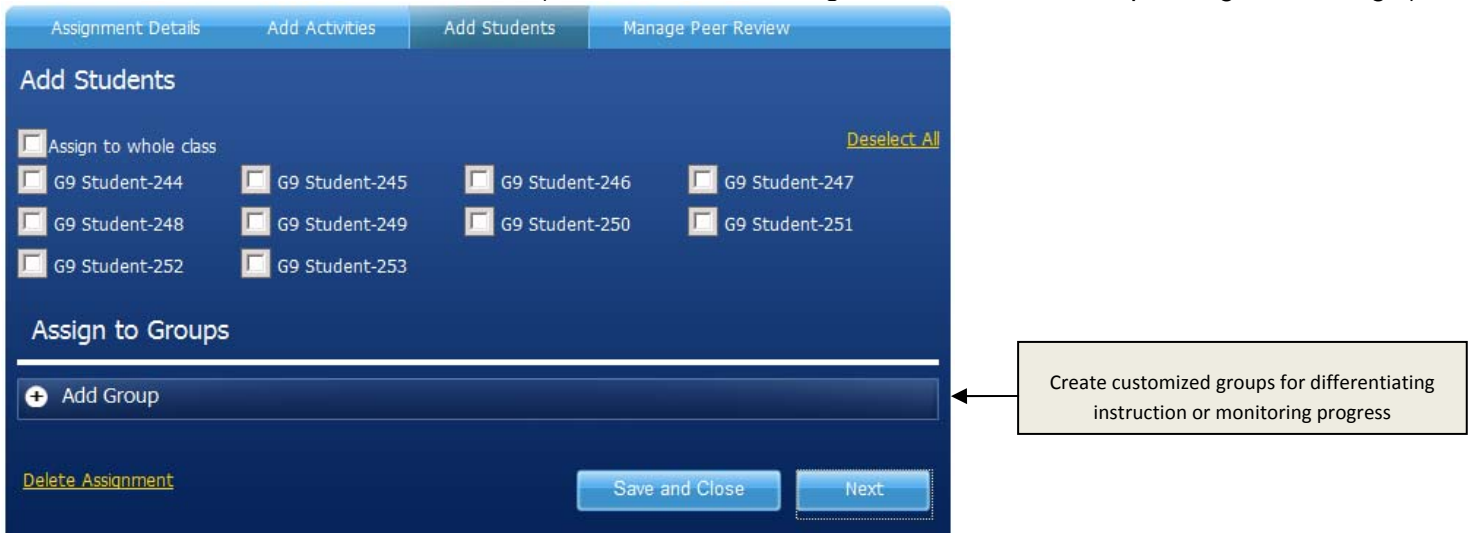 Assignment Details Add Activities Add Students Manage Peer Review
Add Students
Assign to whole class Deselect All
G9 Student-244 G9 Student-245 G9 Student-246 G9 Student-247
G9 Student-248 G9 Student-249 G9 Student-250 G9 Student-251
G9 Student-252 G9 Student-253
Assign to Groups
Add Group
Create customized groups for differentiating
instruction or monitoring progress
Delete Assignment Save and Close Next